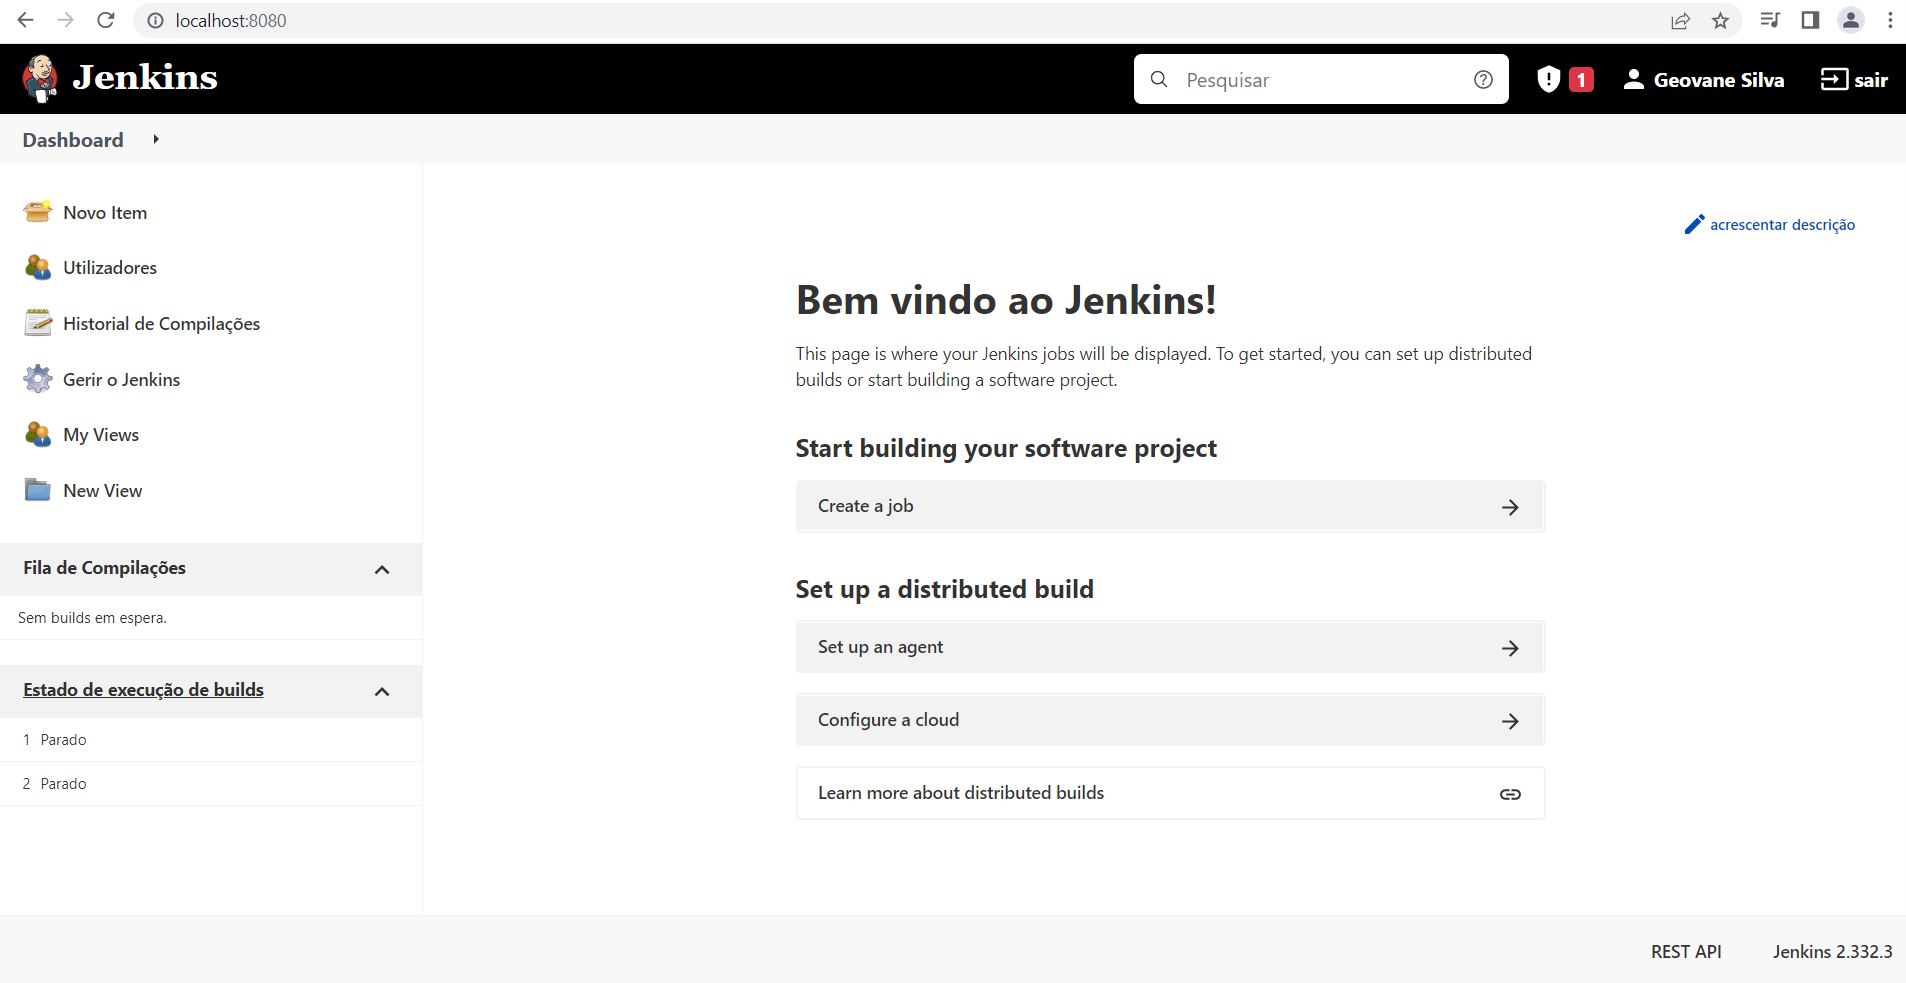 localhost:8080
Jenkins
Pesquisar
1
Geovane Silva
sair
Dashboard
Novo Item
Utilizadores
Historial de Compilações
Gerir o Jenkins
My Views
New View
Fila de Compilações
Sem builds em espera.
Estado de execução de builds
1 Parado
2 Parado
acrescentar descrição
Bem vindo ao Jenkins!
This page is where your Jenkins jobs will be displayed. To get started, you can set up distributed
builds or start building a software project.
Start building your software project
Create a job
Set up a distributed build
Set up an agent
Configure a cloud
Learn more about distributed builds
REST API
Jenkins 2.332.3